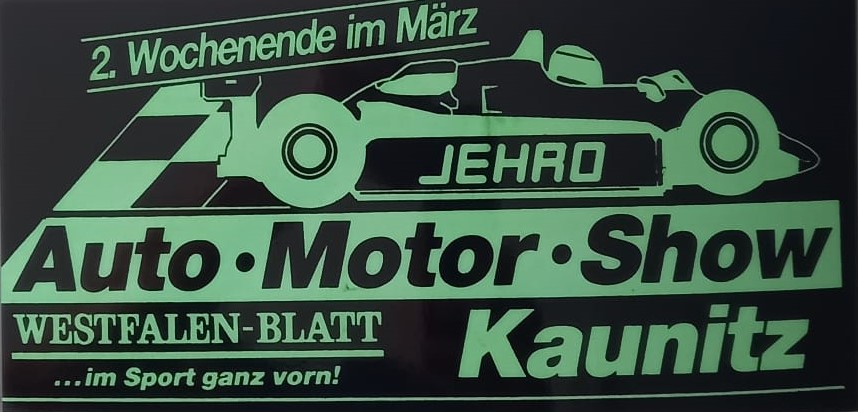 2. Wochenende im März
JEHRO
Auto • Motor • Show
WESTFALEN-BLATT
Kaunitz
...im Sport ganz vorn!